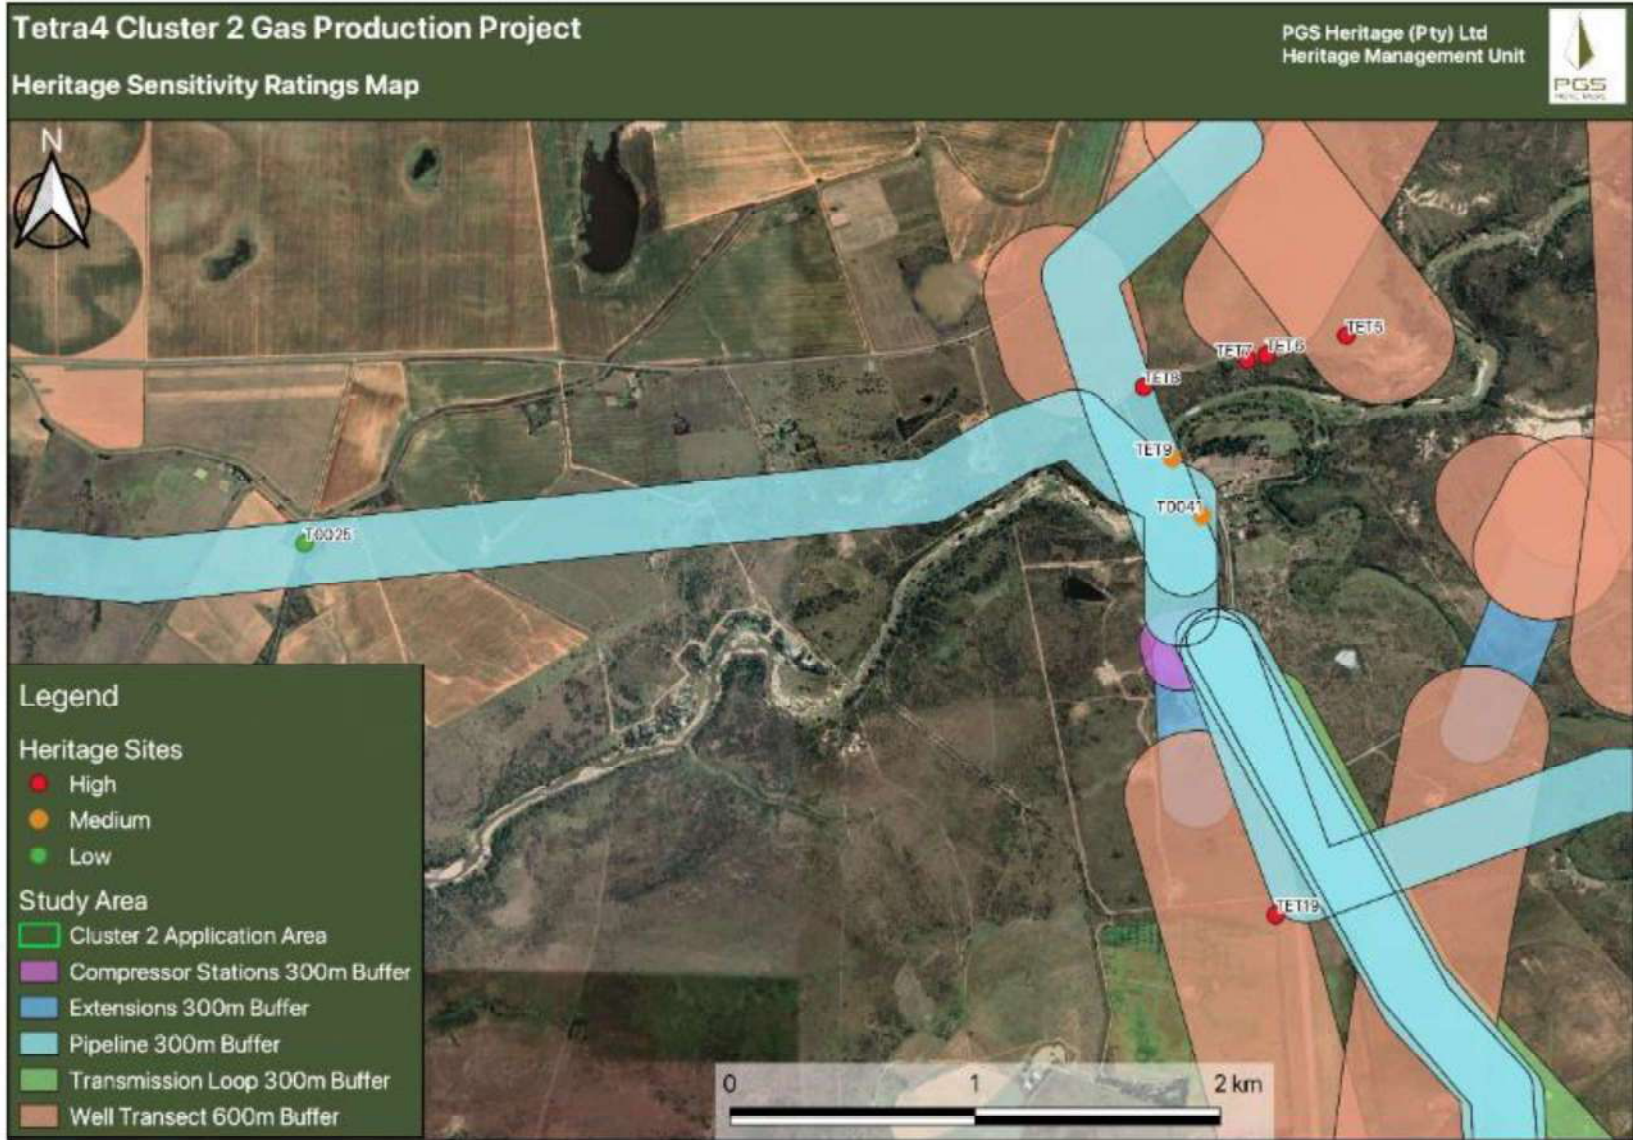 Tetra4 Cluster 2 Gas Production Project
Heritage Sensitivity Ratings Map
PGS Heritage (Pty) Ltd
Heritage Management Unit
PGS
N
TET5
TET7
TET6
TET8
TET9
T0041
T0025
TET19
Legend
Heritage Sites
High
Medium
Low
Study Area
Cluster 2 Application Area
Compressor Stations 300m Buffer
Extensions 300m Buffer
Pipeline 300m Buffer
Transmission Loop 300m Buffer
Well Transect 600m Buffer
0 1 2 km